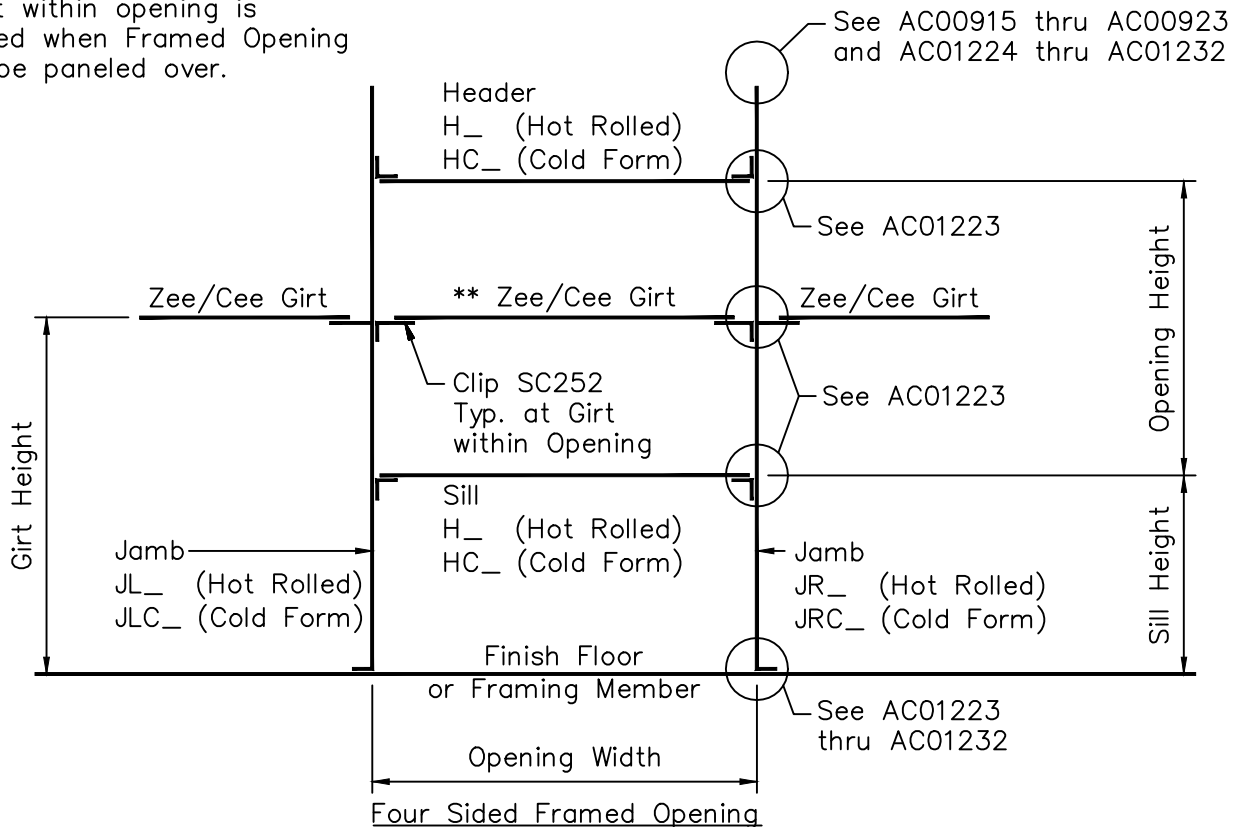 within opening is
when Framed Opening
be paneled over.
See AC00915 thru AC00923
and AC01224 thru AC01232
Header
H_ (Hot Rolled)
HC_ (Cold Form)
See AC01223
Zee/Cee Girt
** Zee/Cee Girt
Zee/Cee Girt
Opening Height
Clip SC252
Typ. at Girt
within Opening
See AC01223
Girt Height
Sill
H_ (Hot Rolled)
HC_ (Cold Form)
Jamb
JL_ (Hot Rolled)
JLC_ (Cold Form)
Jamb
JR_ (Hot Rolled)
JRC_ (Cold Form)
Sill Height
Finish Floor
or Framing Member
See AC01223
thru AC01232
Opening Width
Four Sided Framed Opening